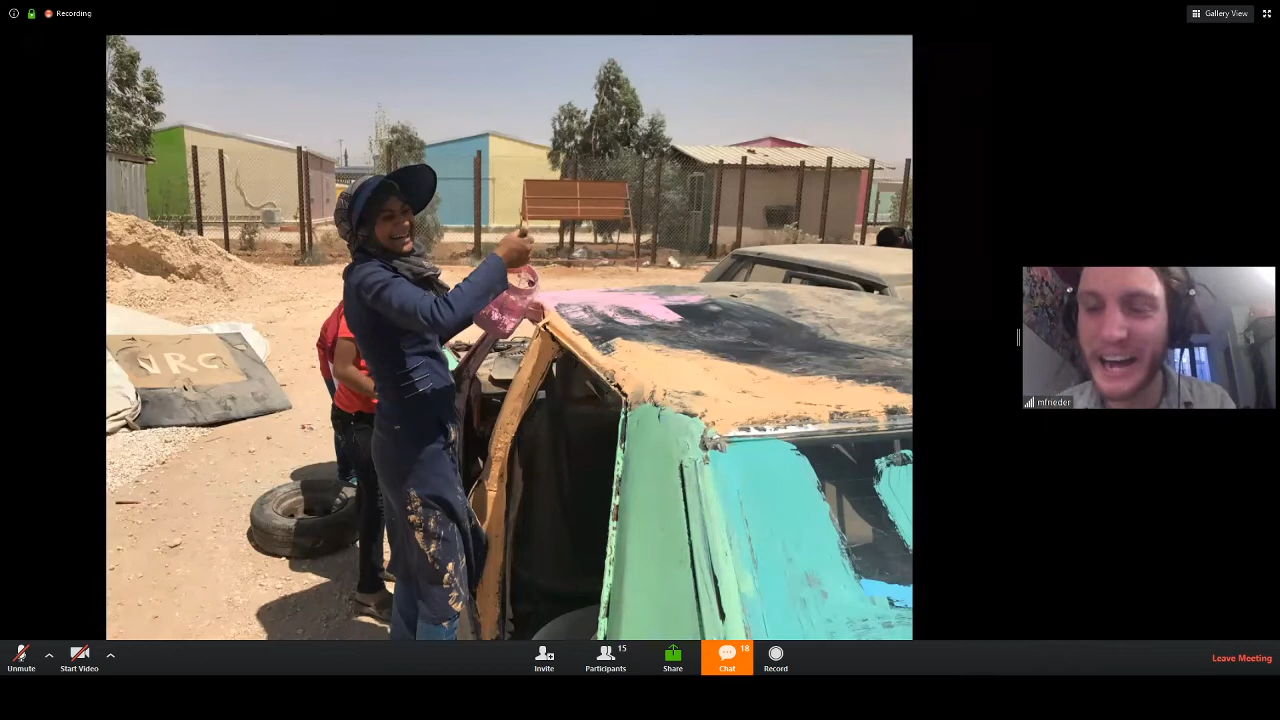 Recording
Gallery View
NRC
mfrieder
Unmute
Start Video
Invite
15
Participants
Share
18
Chat
Record
Leave Meeting